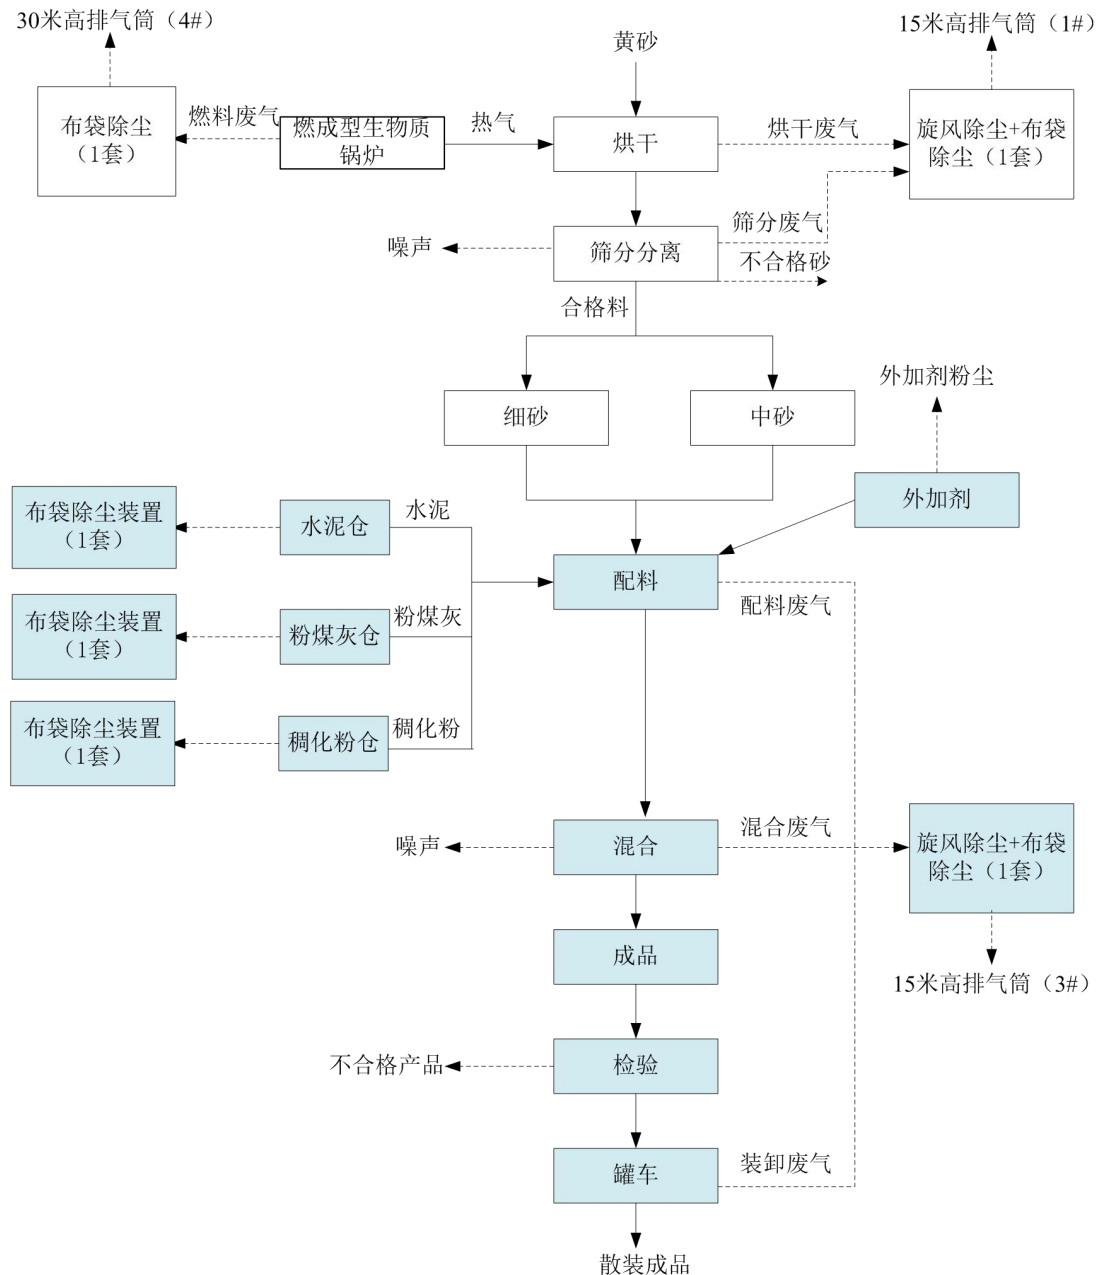 30米高排气筒（4#）
15米高排气筒（1#）
黄砂
布袋除尘
（1套）
燃料废气
燃成型生物质
锅炉
热气
烘干
烘干废气
旋风除尘+布袋
除尘（1套）
噪声
筛分分离
筛分废气
不合格砂
合格料
细砂
中砂
外加剂粉尘
外加剂
布袋除尘装置
（1套）
水泥仓
水泥
配料
配料废气
布袋除尘装置
（1套）
粉煤灰仓
粉煤灰
布袋除尘装置
（1套）
稠化粉仓
稠化粉
噪声
混合
混合废气
旋风除尘+布袋
除尘（1套）
成品
15米高排气筒（3#）
不合格产品
检验
罐车
装卸废气
散装成品